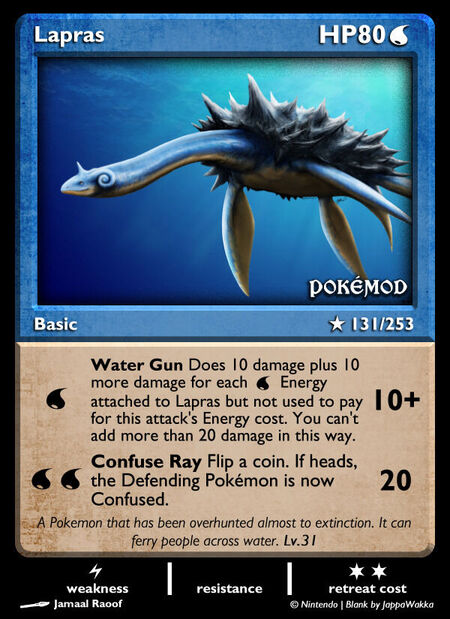 Lapras HP80
POKÉMOD
Basic ★ 131/253
Water Gun Does 10 damage plus 10
more damage for each Energy
attached to Lapras but not used to pay
for this attack's Energy cost. You can't
add more than 20 damage in this way.
10+
Confuse Ray Flip a coin. If heads,
the Defending Pokémon is now
Confused.
20
A Pokemon that has been overhunted almost to extinction. It can
ferry people across water. Lv.31
weakness resistance retreat cost
Jamaal Raoof © Nintendo | Blank by JappaWakka